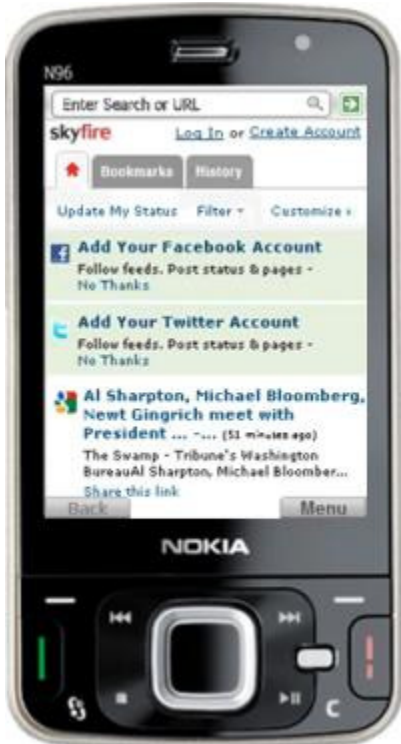 N96
Enter Search or URL
skyfire Log In or Create Account
Bookmarks History
Update My Status Filter Customize
Add Your Facebook Account
Follow feeds. Post status & pages -
No Thanks
Add Your Twitter Account
Follow feeds. Post status & pages -
No Thanks
Al Sharpton, Michael Bloomberg,
Newt Gingrich meet with
President ... -... (51 minutes ago)
The Swamp - Tribune's Washington
BureauAl Sharpton, Michael Bloomber...
Share this link
Back Menu
NOKIA
C